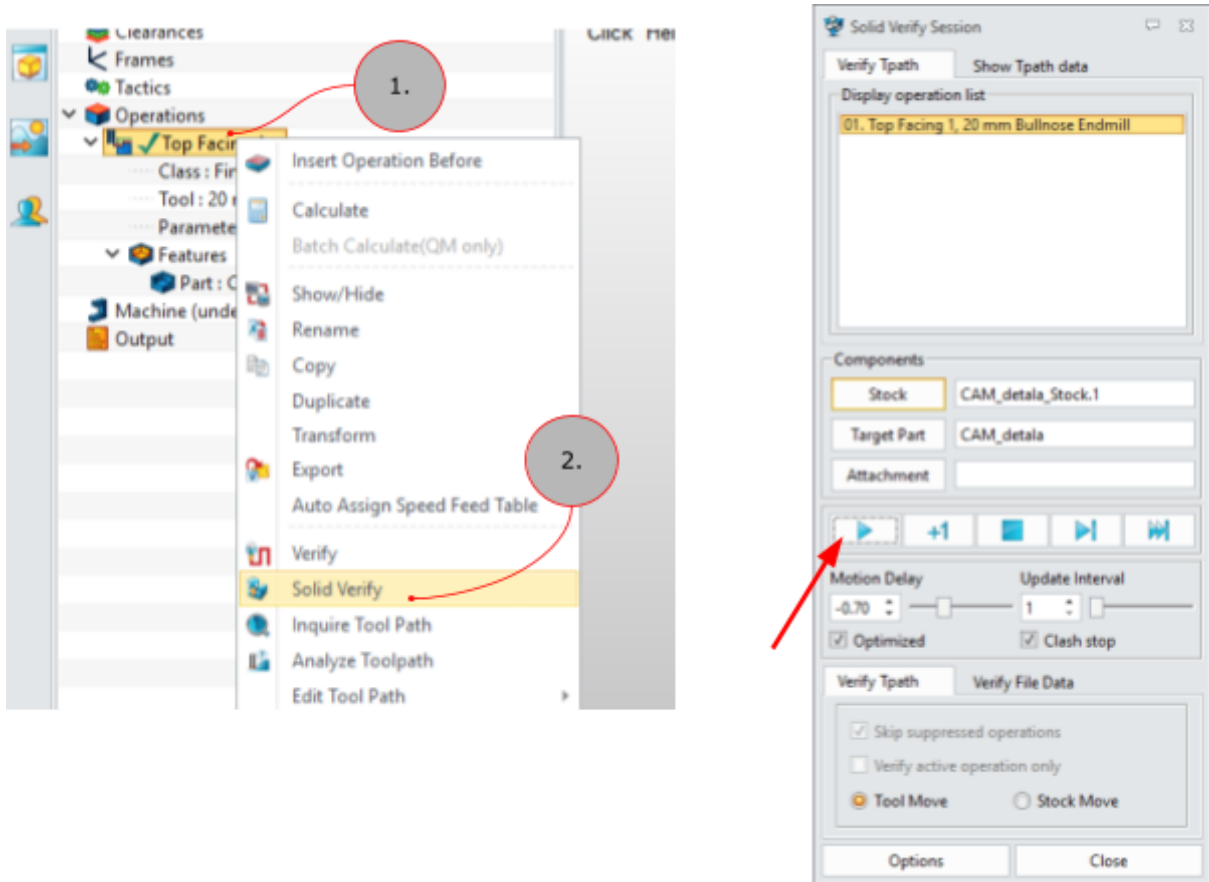 Clearances
Frames
Tactics
Operations
Top Facin
Class : Fir
Tool : 20
Paramete
Features
Part : C
Machine (unde
Output
Click
1.
Insert Operation Before
Calculate
Batch Calculate(QM only)
Show/Hide
Rename
Copy
Duplicate
Transform
Export
Auto Assign Speed Feed Table
Verify
Solid Verify
Inquire Tool Path
Analyze Toolpath
Edit Tool Path
2.
Solid Verify Session
Verify Tpath Show Tpath data
Display operation list
01. Top Facing 1, 20 mm Bullnose Endmill
Components
Stock CAM_detala_Stock.1
Target Part CAM_detala
Attachment
+1
Motion Delay Update Interval
-0.70 1
Optimized Clash stop
Verify Tpath Verify File Data
Skip suppressed operations
Verify active operation only
Tool Move Stock Move
Options Close